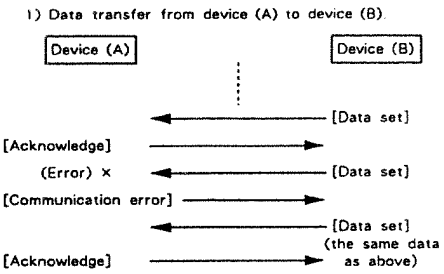 1) Data transfer from device (A) to device (B).
Device (A) Device (B)
[Data set]
[Acknowledge]
(Error) × [Data set]
[Communication error]
[Data set]
(the same data
[Acknowledge] as above)